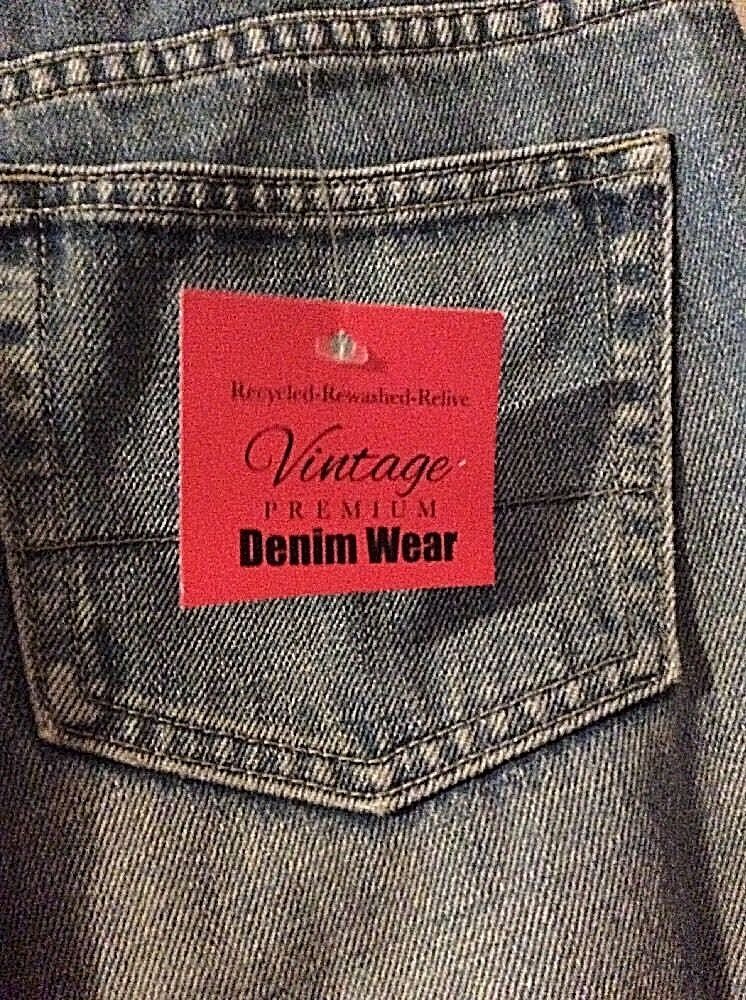 Recycled-Rewashed-Relive
Vintage
PREMIUM
Denim Wear